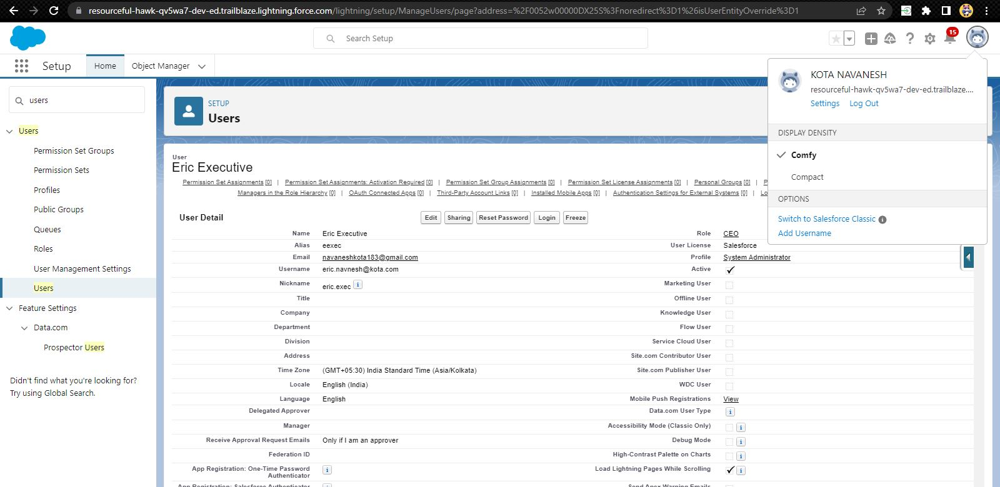 resourceful-hawk-qv5wa7-dev-ed.trailblaze.lightning.force.com/lightning/setup/ManageUsers/page?address=%2F0052w00000DX25S%3Fnoredirect%3D1%26isUserEntityOverride%3D1
Search Setup
15
Setup
Home
Object Manager
KOTA NAVANESH
resourceful-hawk-qv5wa7-dev-ed.trailblaze....
Settings Log Out
DISPLAY DENSITY
Comfy
Compact
OPTIONS
Switch to Salesforce Classic
Add Username
users
Users
Permission Set Groups
Permission Sets
Profiles
Public Groups
Queues
Roles
User Management Settings
Users
Feature Settings
Data.com
Prospector Users
Didn't find what you're looking for?
Try using Global Search.
SETUP
Users
User
Eric Executive
Permission Set Assignments [0] | Permission Set Assignments: Activation Required [0] | Permission Set Group Assignments [0] | Permission Set License Assignments [0] | Personal Groups [0] | P
Managers in the Role Hierarchy [0] | OAuth Connected Apps [0] | Third-Party Account Links [0] | Installed Mobile Apps [0] | Authentication Settings for External Systems [0] | Lo
User Detail
Edit Sharing Reset Password Login Freeze
Name Eric Executive Role CEO
Alias eexec User License Salesforce
Email navaneshkota183@gmail.com Profile System Administrator
Username eric.navnesh@kota.com Active
Nickname eric.exec i Marketing User
Title Offline User
Company Knowledge User
Department Flow User
Division Service Cloud User
Address Site.com Contributor User
Time Zone (GMT+05:30) India Standard Time (Asia/Kolkata) Site.com Publisher User
Locale English (India) WDC User
Language English Mobile Push Registrations View
Delegated Approver Data.com User Type i
Manager Accessibility Mode (Classic Only) i
Receive Approval Request Emails Only if I am an approver Debug Mode i
Federation ID High-Contrast Palette on Charts i
App Registration: One-Time Password Authenticator i Load Lightning Pages While Scrolling i
App Registration: Salesforce Authenticator Send Apex Warning Emails